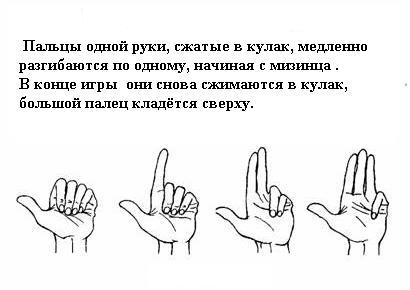 Пальцы одной руки, сжатые в кулак, медленно
разгибаются по одному, начиная с мизинца .
В конце игры они снова сжимаются в кулак,
большой палец кладётся сверху.